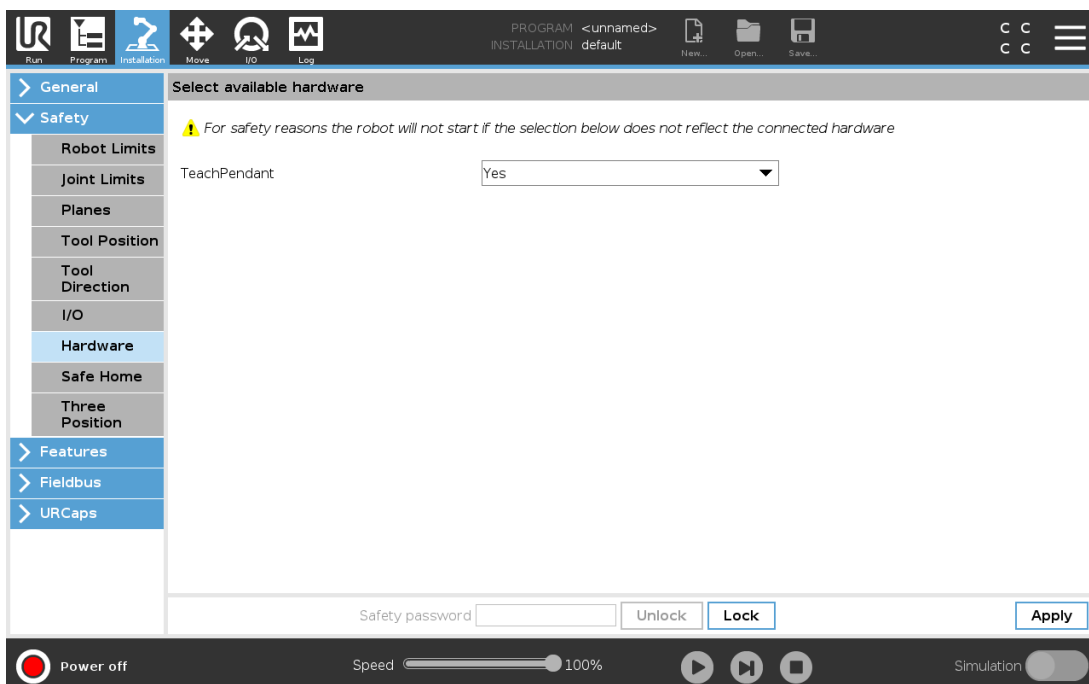 PROGRAM <unnamed>
INSTALLATION default
C C
C C
UR
Run Program Installation Move I/O Log New... Open... Save...
General
Select available hardware
Safety
For safety reasons the robot will not start if the selection below does not reflect the connected hardware
Robot Limits
TeachPendant Yes
Joint Limits
Planes
Tool Position
Tool
Direction
I/O
Hardware
Safe Home
Three
Position
Features
Fieldbus
URCaps
Safety password Unlock Lock Apply
Power off Speed 100% Simulation